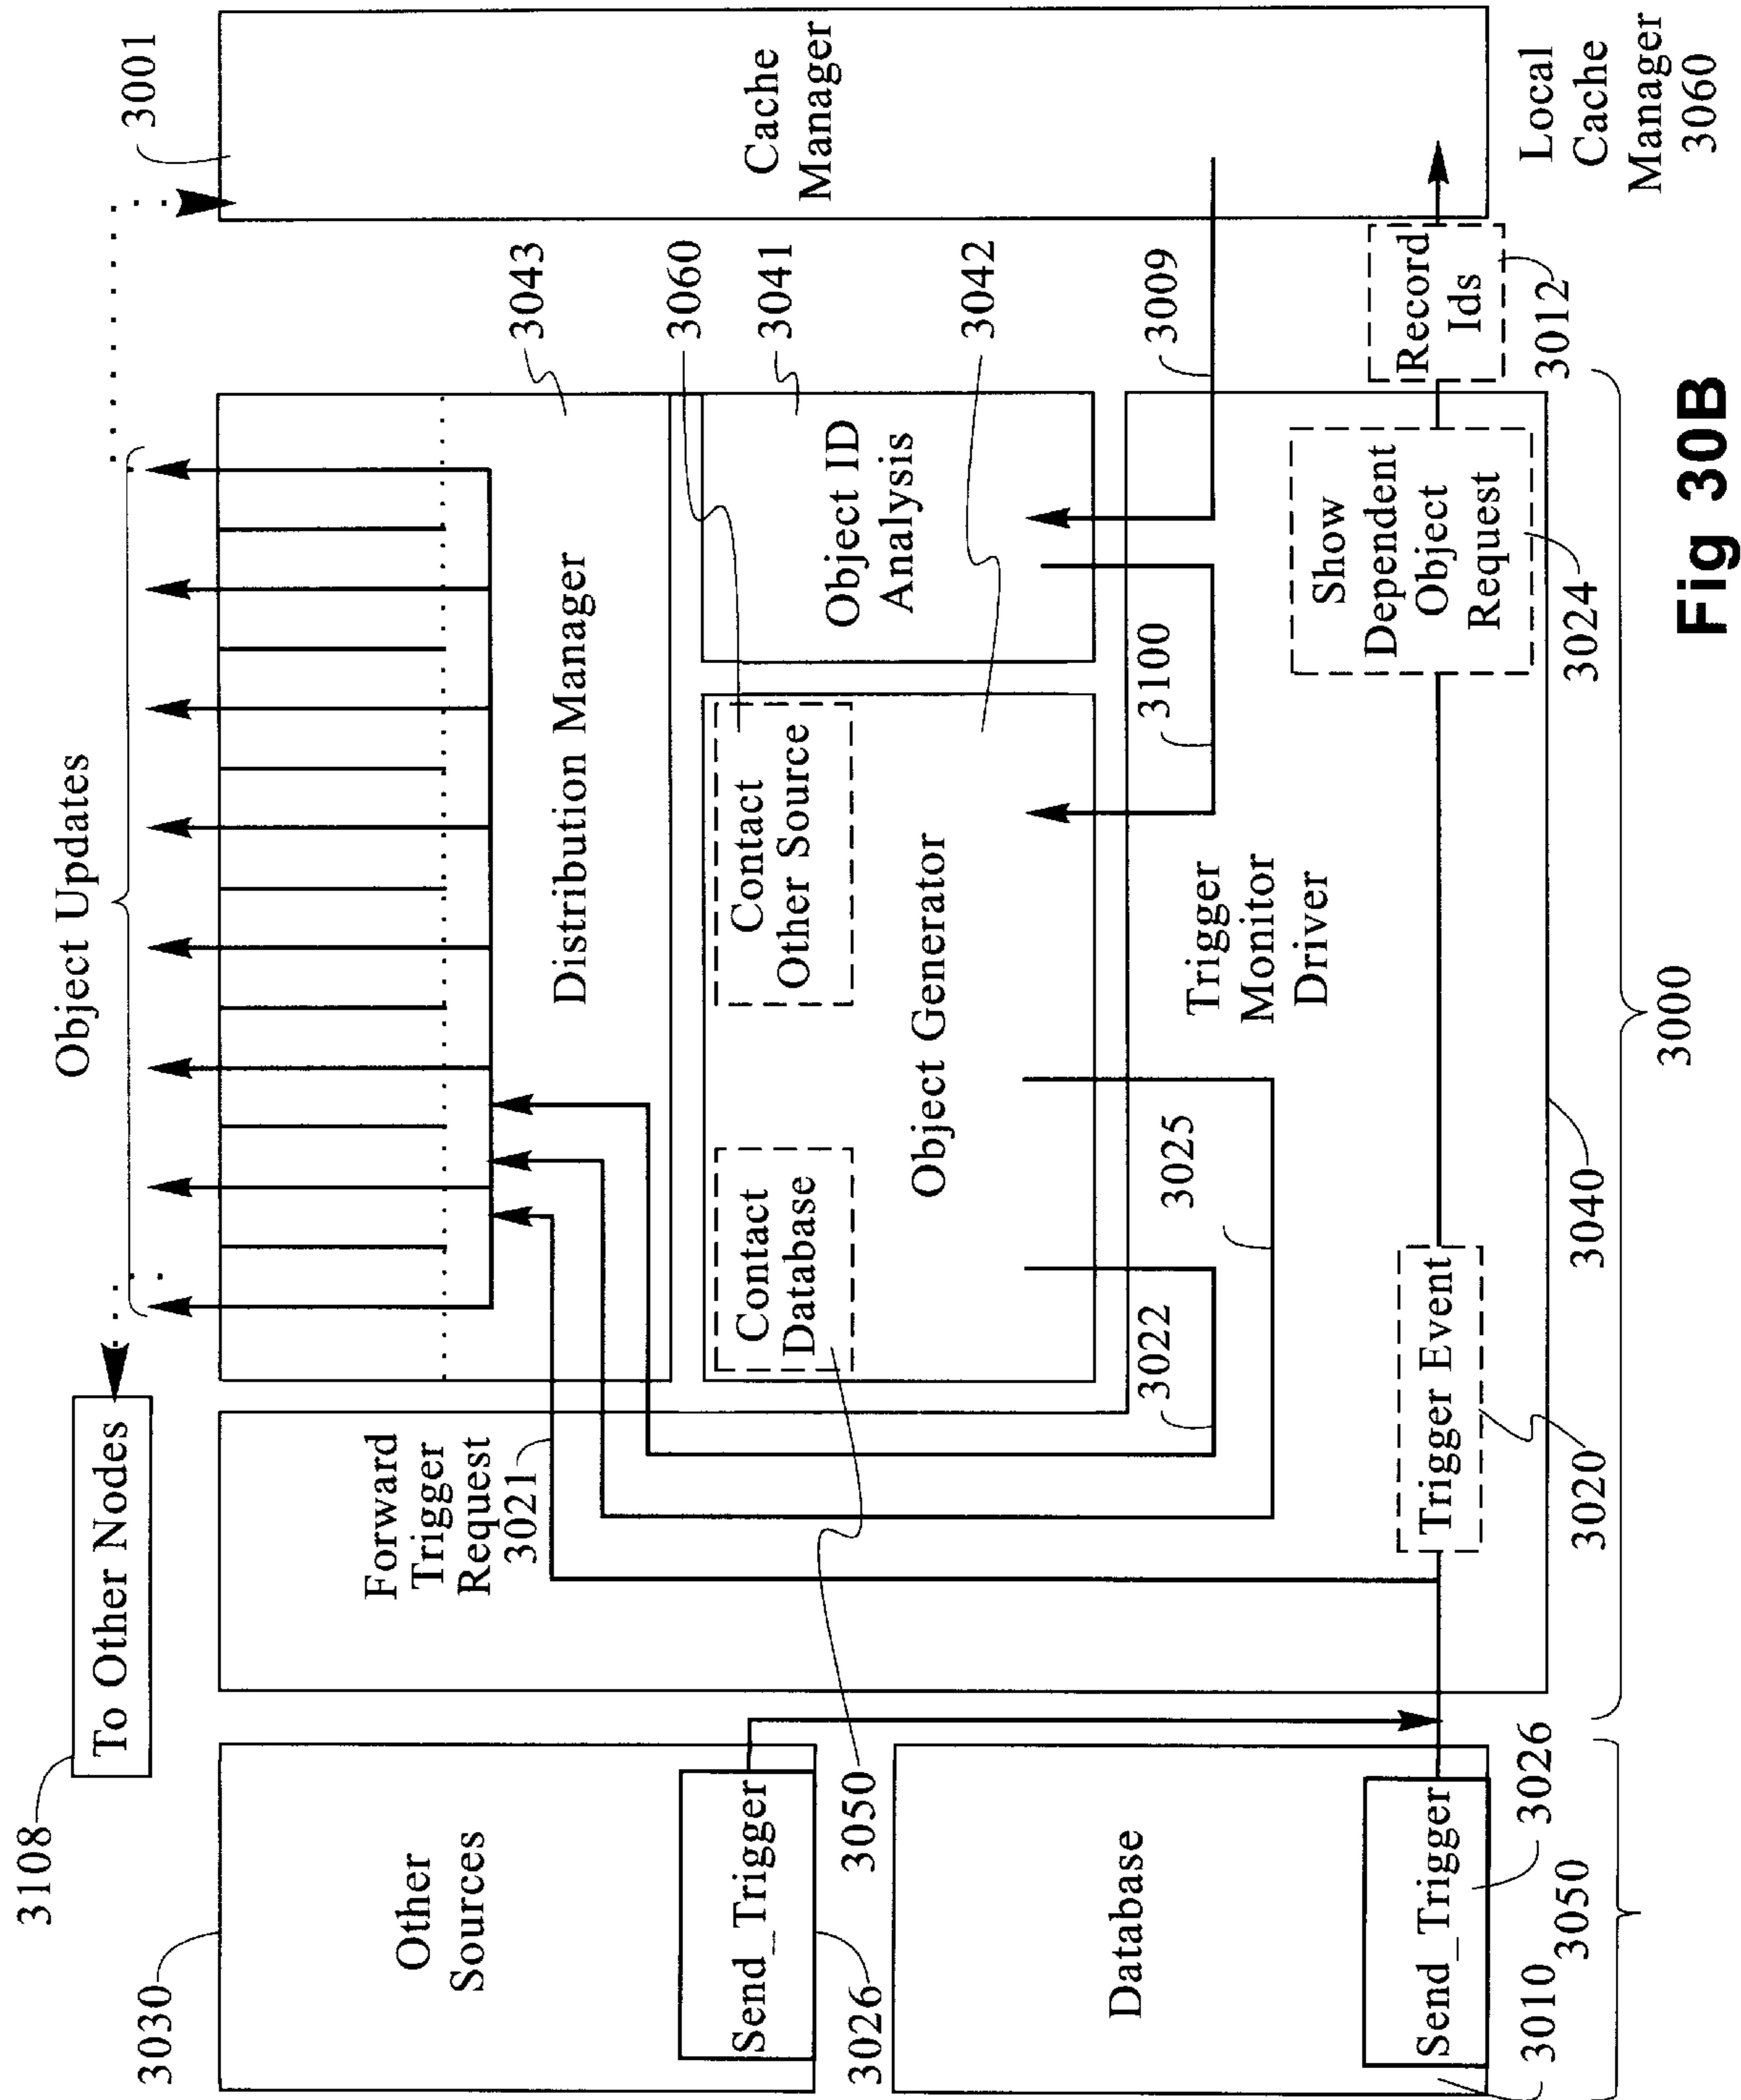 3108
To Other Nodes
Object Updates
3001
3030
Other
Sources
Send_Trigger
3026
Forward
Trigger
Request
3021
Distribution Manager
3043
3060
3041
3042
Contact
Database
Contact
Other Source
Object Generator
Object ID
Analysis
Cache
Manager
3050
Database
Send_Trigger
3026
3010
3050
3022
3025
3100
3009
Trigger
Monitor
Driver
Trigger Event
3020
3040
Show
Dependent
Object
Request
3024
Record
Ids
3012
Local
Cache
Manager
3060
3000
Fig 30B